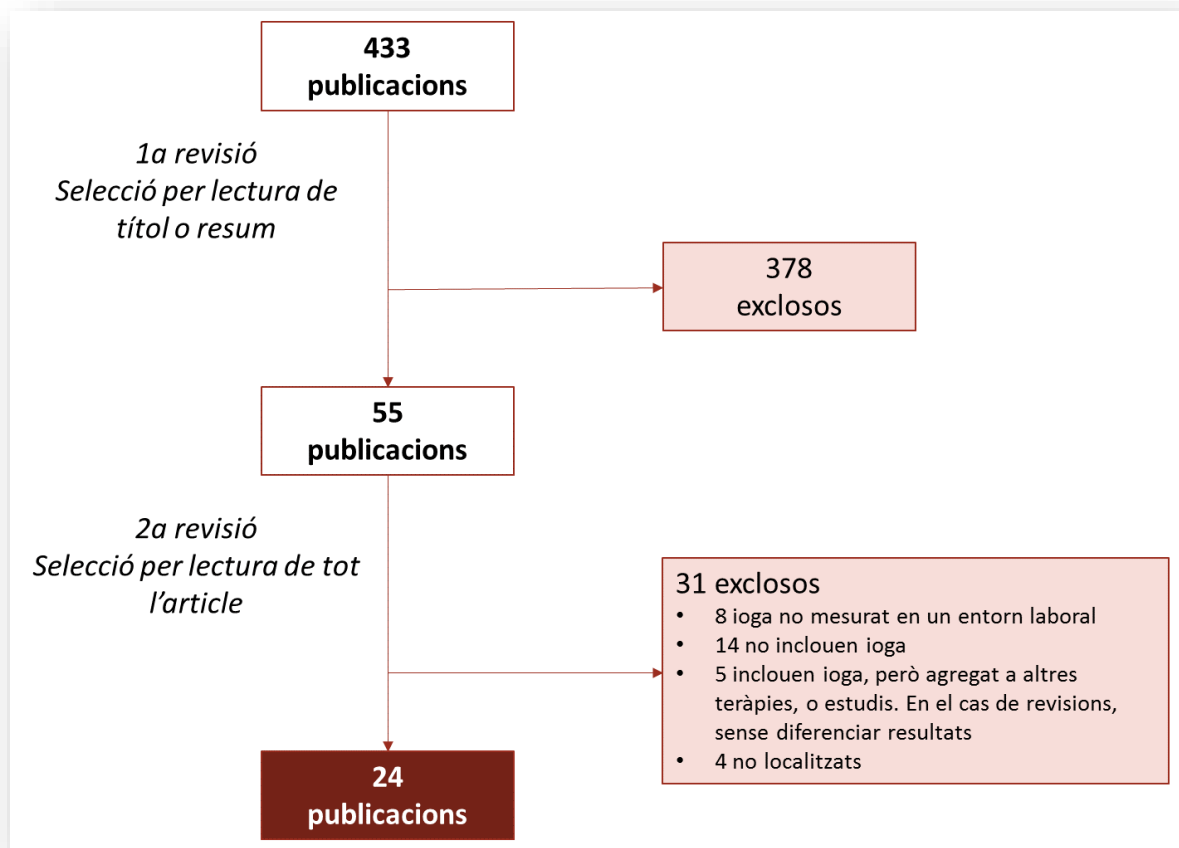 433
publicacions
1a revisió
Selecció per lectura de
títol o resum
378
exclosos
55
publicacions
2a revisió
Selecció per lectura de tot
l’article
31 exclosos
• 8 ioga no mesurat en un entorn laboral
• 14 no inclouen ioga
• 5 inclouen ioga, però agregat a altres
teràpies, o estudis. En el cas de revisions,
sense diferenciar resultats
• 4 no localitzats
24
publicacions